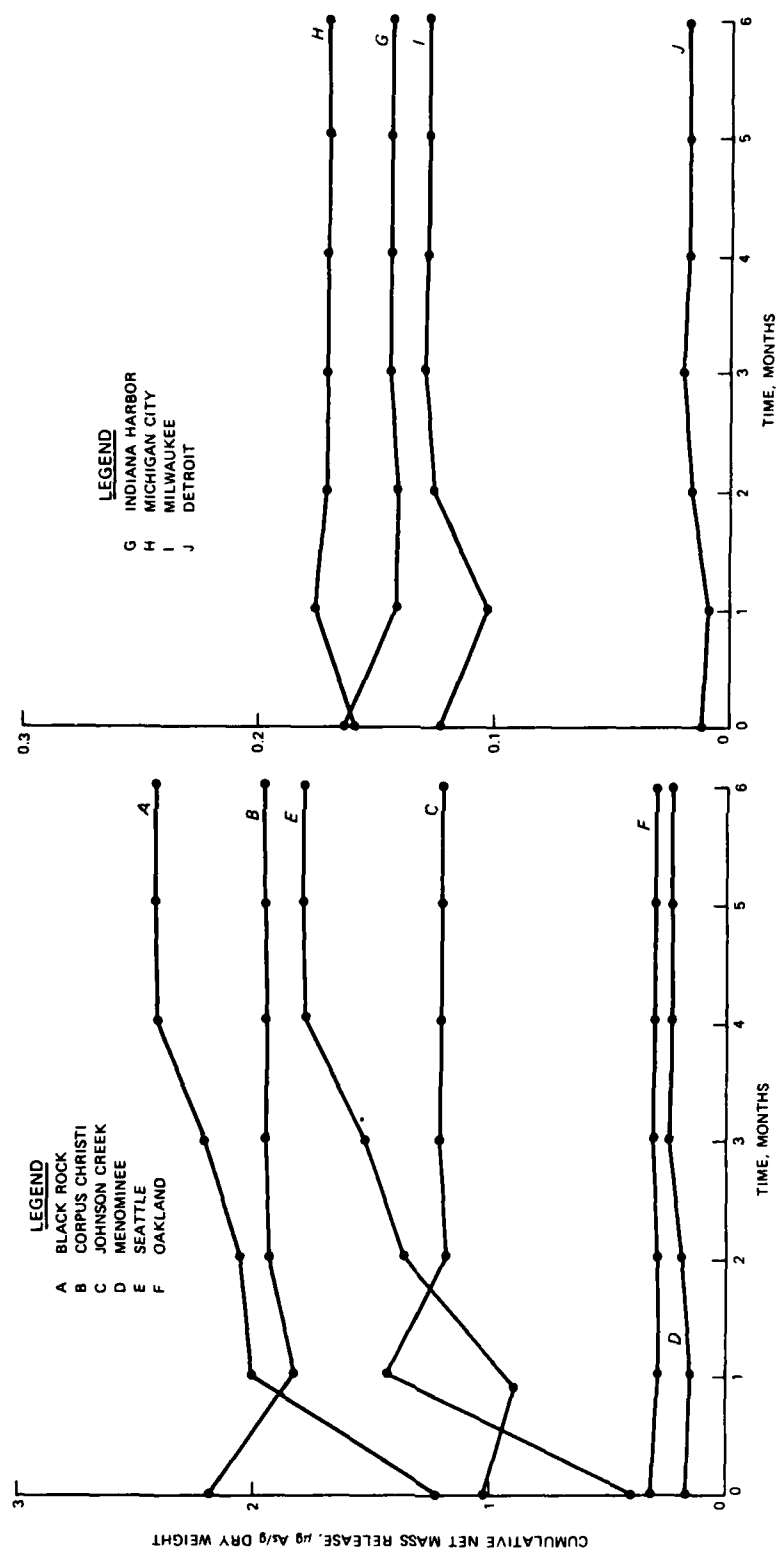 LEGEND
A BLACK ROCK
B CORPUS CHRISTI
C JOHNSON CREEK
D MENOMINEE
E SEATTLE
F OAKLAND
CUMULATIVE NET MASS RELEASE, µg As/g DRY WEIGHT
3
2
1
0
A
B
E
C
F
D
0 1 2 3 4 5 6
TIME, MONTHS
LEGEND
G INDIANA HARBOR
H MICHIGAN CITY
I MILWAUKEE
J DETROIT
0.3
0.2
0.1
0
H
G
I
J
0 1 2 3 4 5 6
TIME, MONTHS